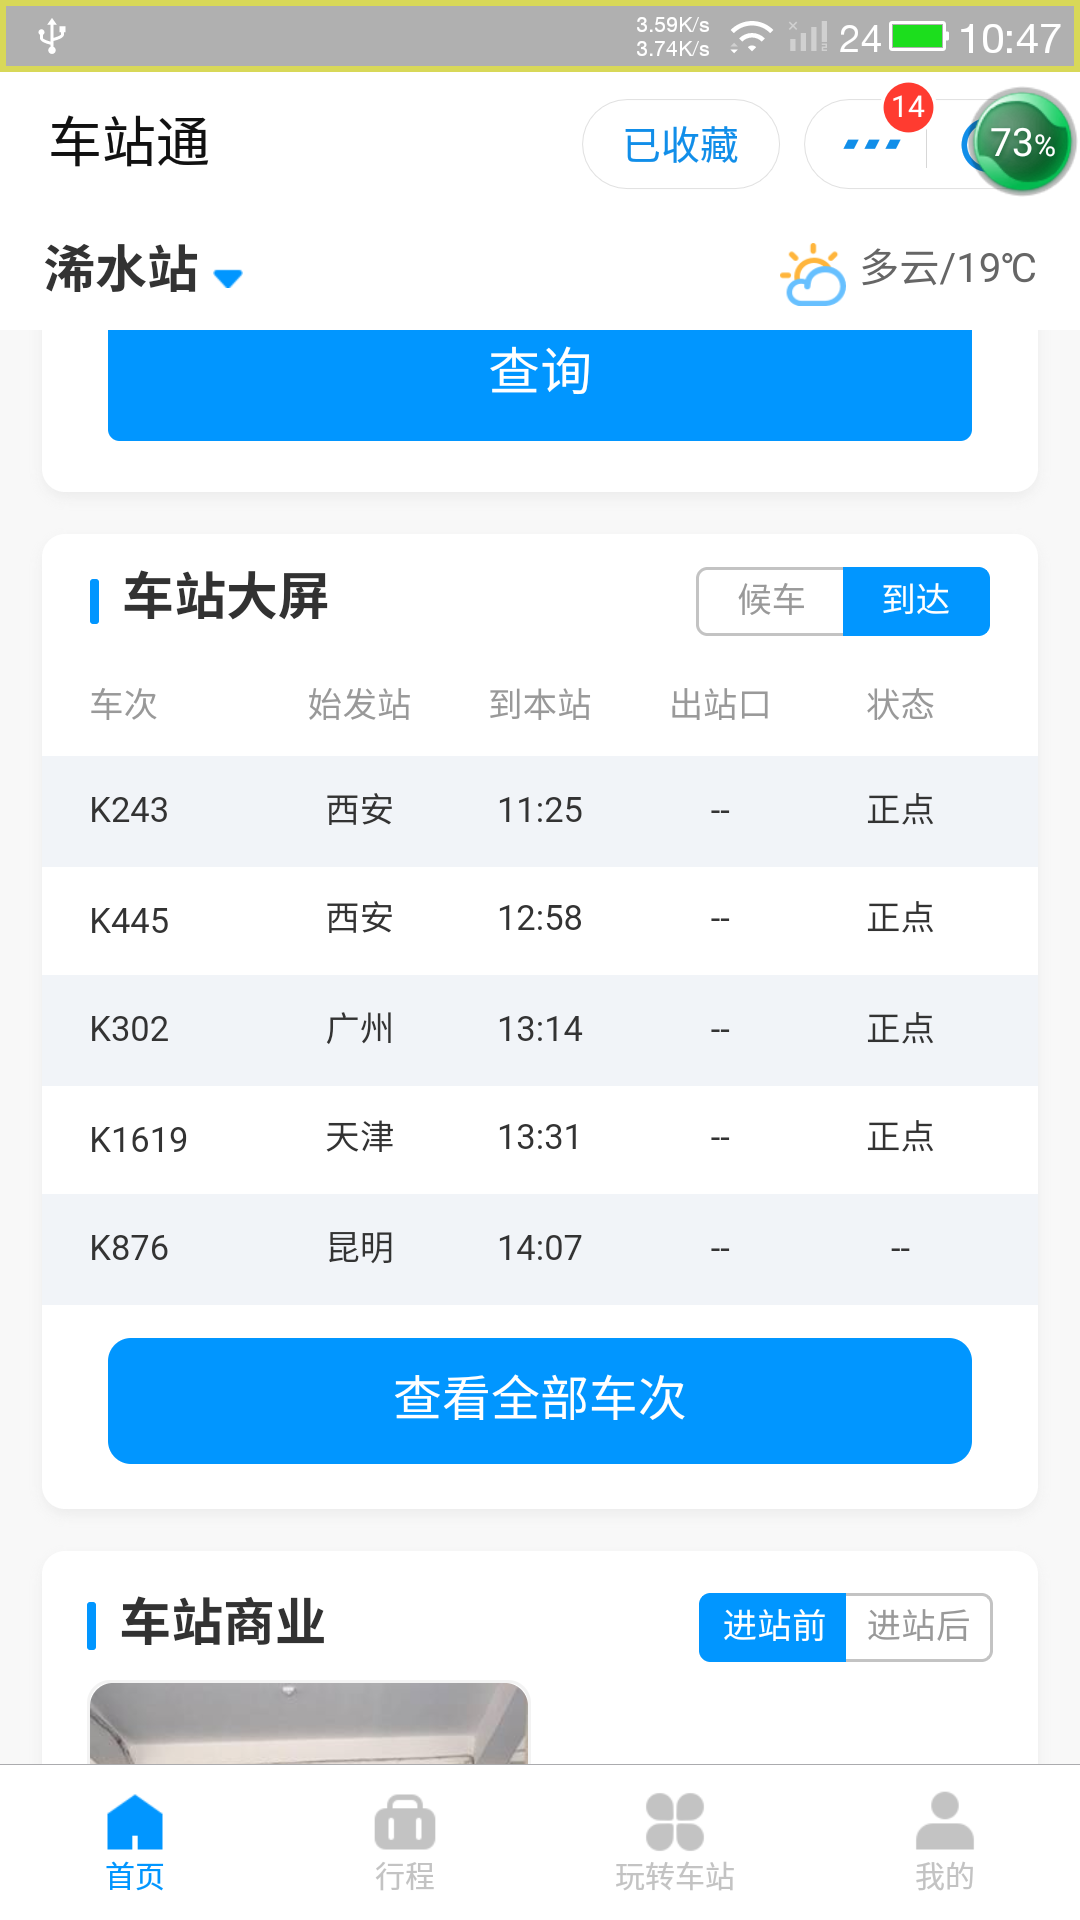 3.59K/s
3.74K/s
24
10:47
车站通
已收藏
14
73%
浠水站
多云/19℃
查询
车站大屏
候车 到达
车次 始发站 到本站 出站口 状态
K243 西安 11:25 -- 正点
K445 西安 12:58 -- 正点
K302 广州 13:14 -- 正点
K1619 天津 13:31 -- 正点
K876 昆明 14:07 -- --
查看全部车次
车站商业
进站前 进站后
首页 行程 玩转车站 我的